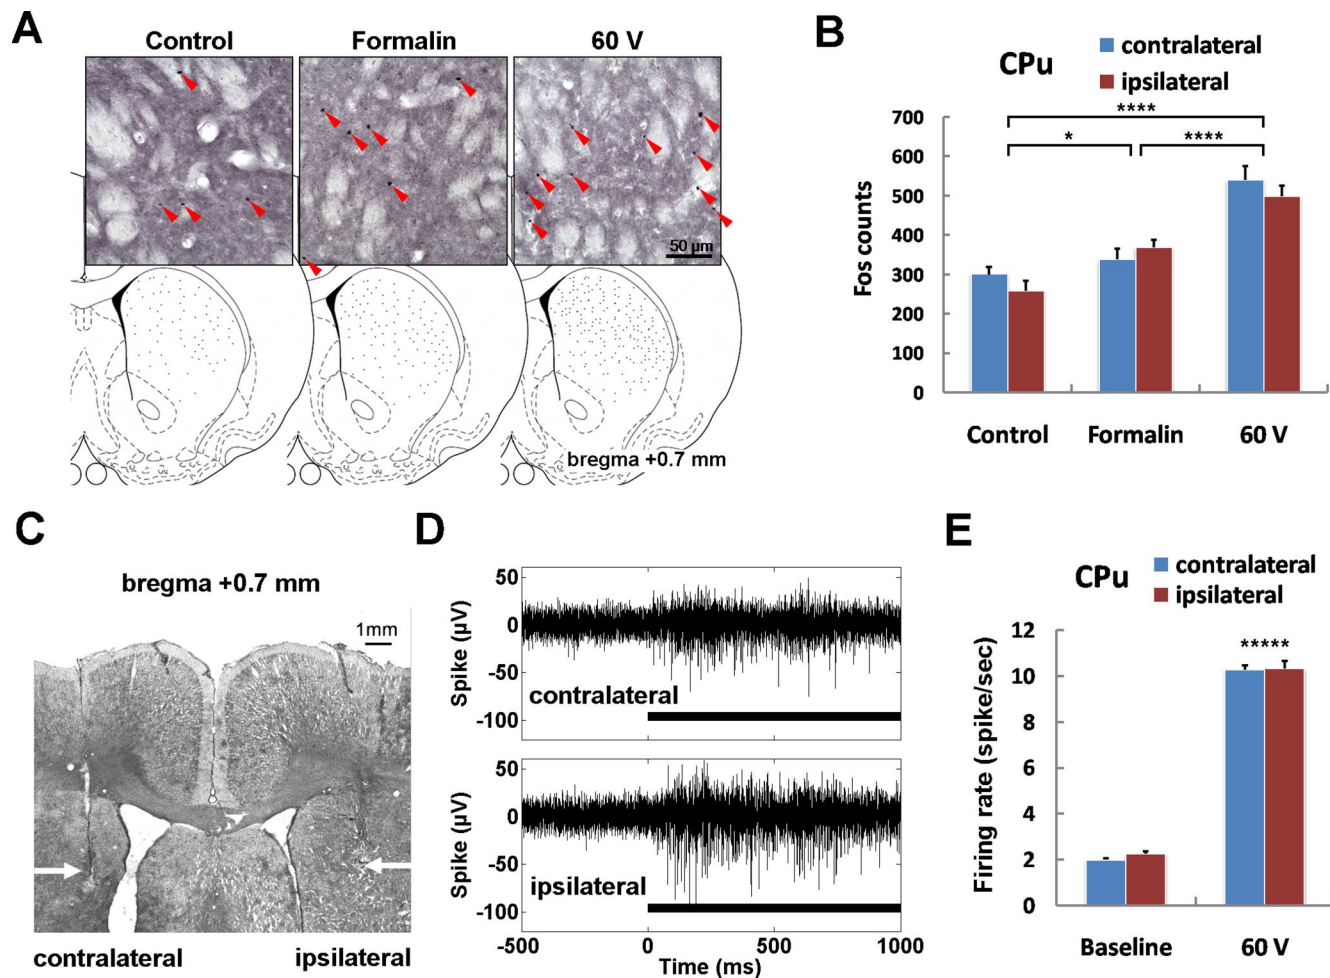 A
Control
Formalin
60 V
50 µm
bregma +0.7 mm
B
CPu
contralateral
ipsilateral
****
*
****
Fos counts
700
600
500
400
300
200
100
0
Control
Formalin
60 V
C
bregma +0.7 mm
1mm
contralateral
ipsilateral
D
Spike (µV)
50
0
-50
-100
contralateral
Spike (µV)
50
0
-50
-100
ipsilateral
-500
0
500
1000
Time (ms)
E
CPu
contralateral
ipsilateral
*****
Firing rate (spike/sec)
12
10
8
6
4
2
0
Baseline
60 V